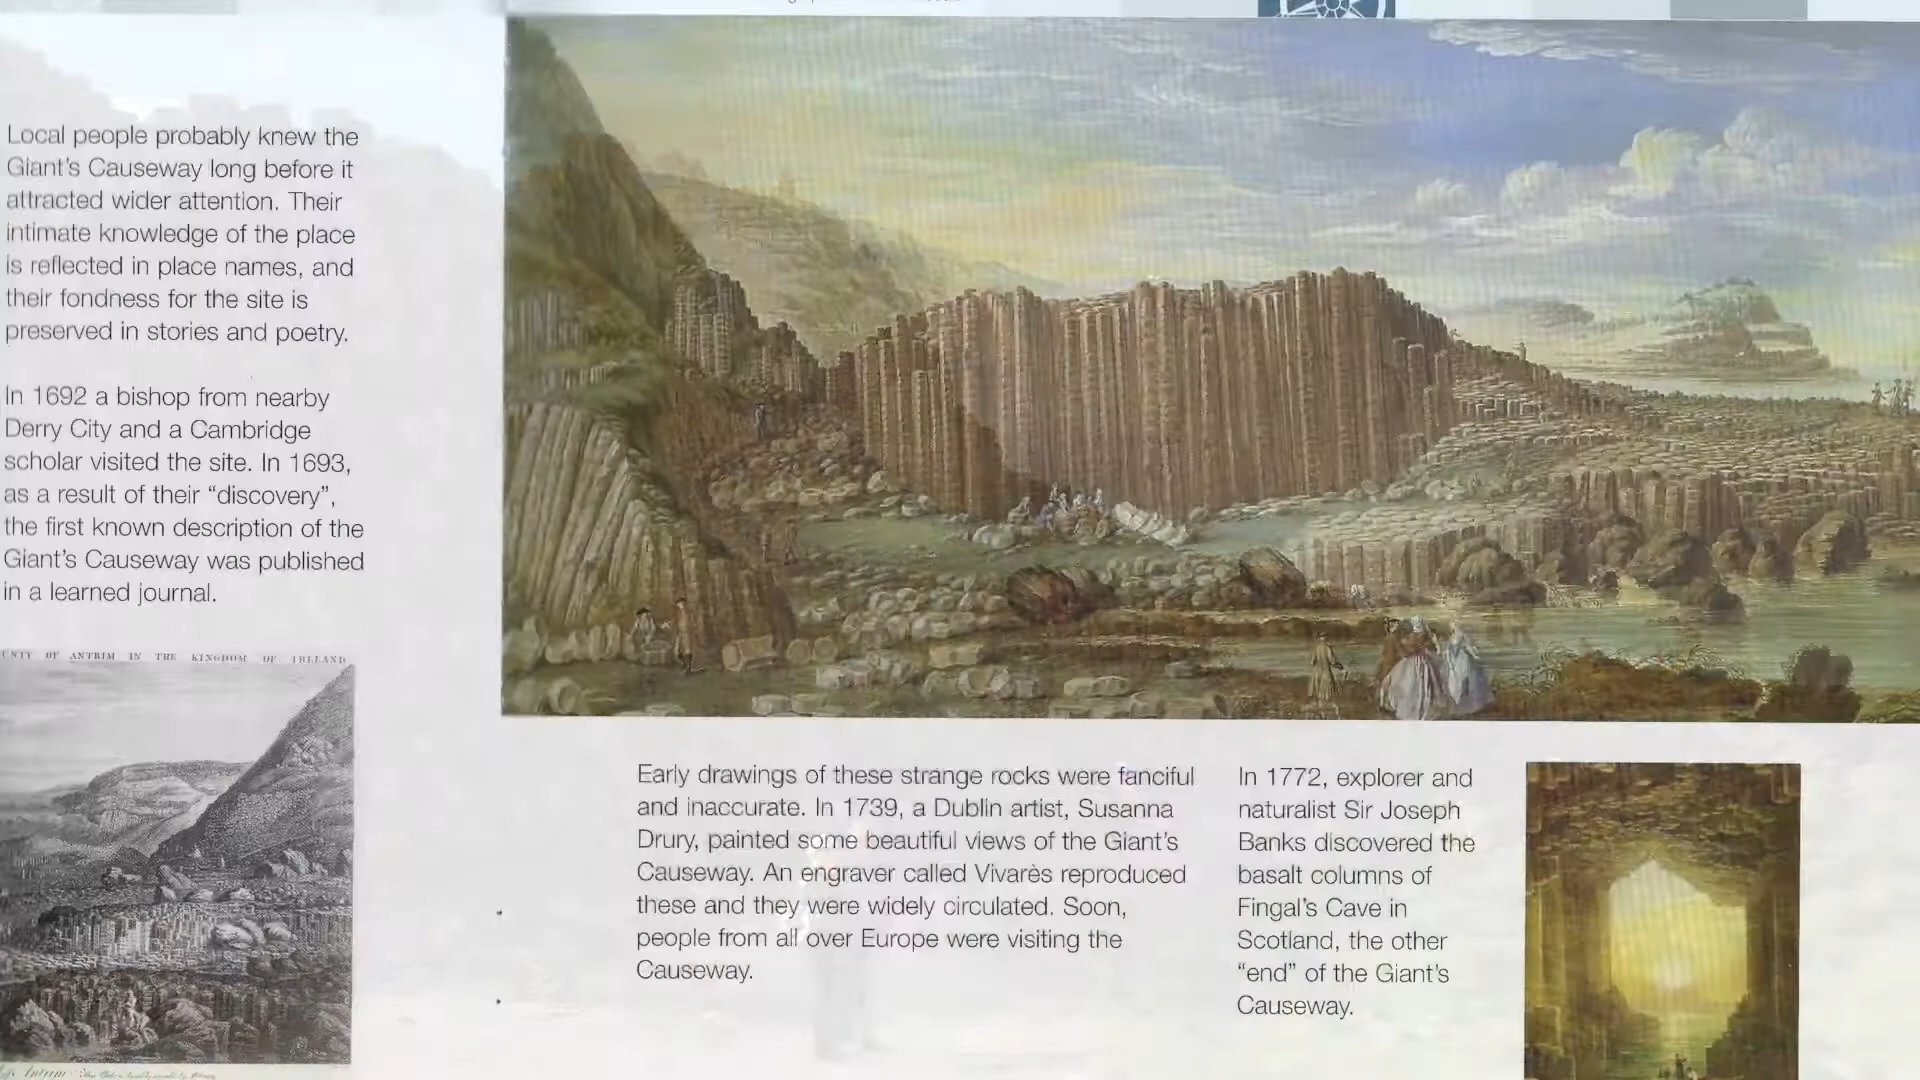 Local people probably knew the
Giant's Causeway long before it
attracted wider attention. Their
intimate knowledge of the place
is reflected in place names, and
their fondness for the site is
preserved in stories and poetry.
In 1692 a bishop from nearby
Derry City and a Cambridge
scholar visited the site. In 1693,
as a result of their “discovery”,
the first known description of the
Giant's Causeway was published
in a learned journal.
UNTY OF ANTRIM IN THE KINGDOM OF IRELAND
Early drawings of these strange rocks were fanciful
and inaccurate. In 1739, a Dublin artist, Susanna
Drury, painted some beautiful views of the Giant's
Causeway. An engraver called Vivarès reproduced
these and they were widely circulated. Soon,
people from all over Europe were visiting the
Causeway.
In 1772, explorer and
naturalist Sir Joseph
Banks discovered the
basalt columns of
Fingal's Cave in
Scotland, the other
“end” of the Giant's
Causeway.